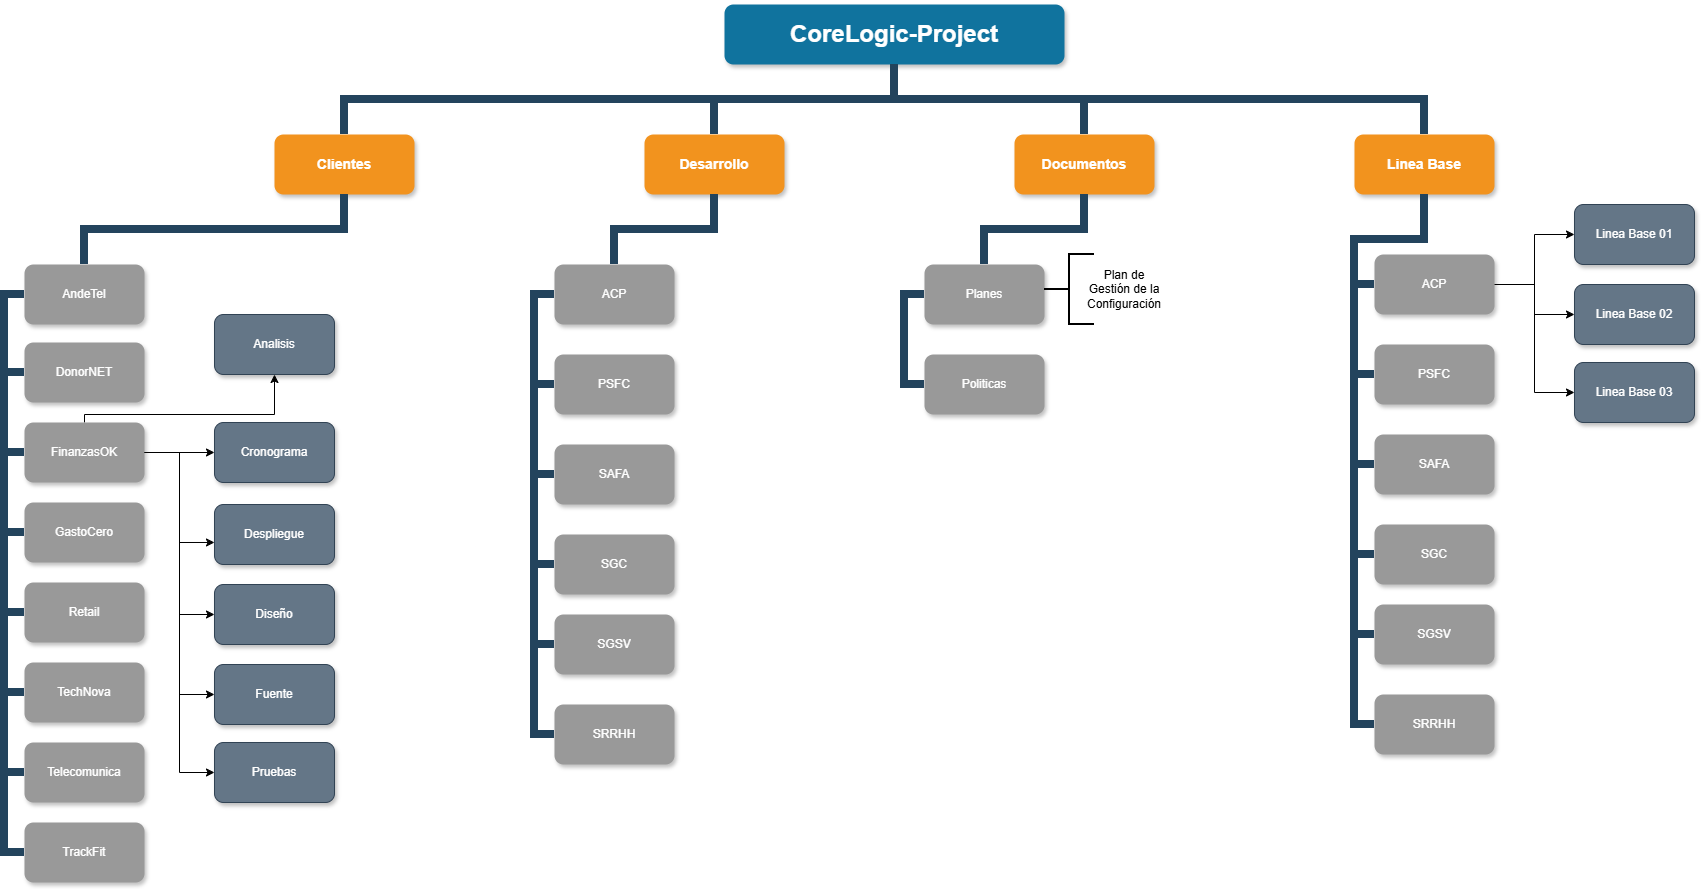 CoreLogic-Project
Clientes
Desarrollo
Documentos
Linea Base
AndeTel
DonorNET
FinanzasOK
GastoCero
Retail
TechNova
Telecomunica
TrackFit
Analisis
Cronograma
Despliegue
Diseño
Fuente
Pruebas
ACP
PSFC
SAFA
SGC
SGSV
SRRHH
Planes
Plan de
Gestión de la
Configuración
Politicas
ACP
PSFC
SAFA
SGC
SGSV
SRRHH
Linea Base 01
Linea Base 02
Linea Base 03